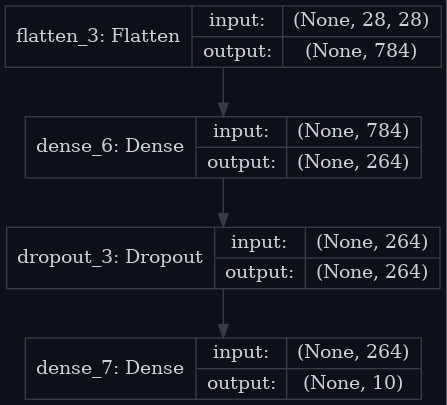 flatten_3: Flatten input: (None, 28, 28)
output: (None, 784)
dense_6: Dense input: (None, 784)
output: (None, 264)
dropout_3: Dropout input: (None, 264)
output: (None, 264)
dense_7: Dense input: (None, 264)
output: (None, 10)